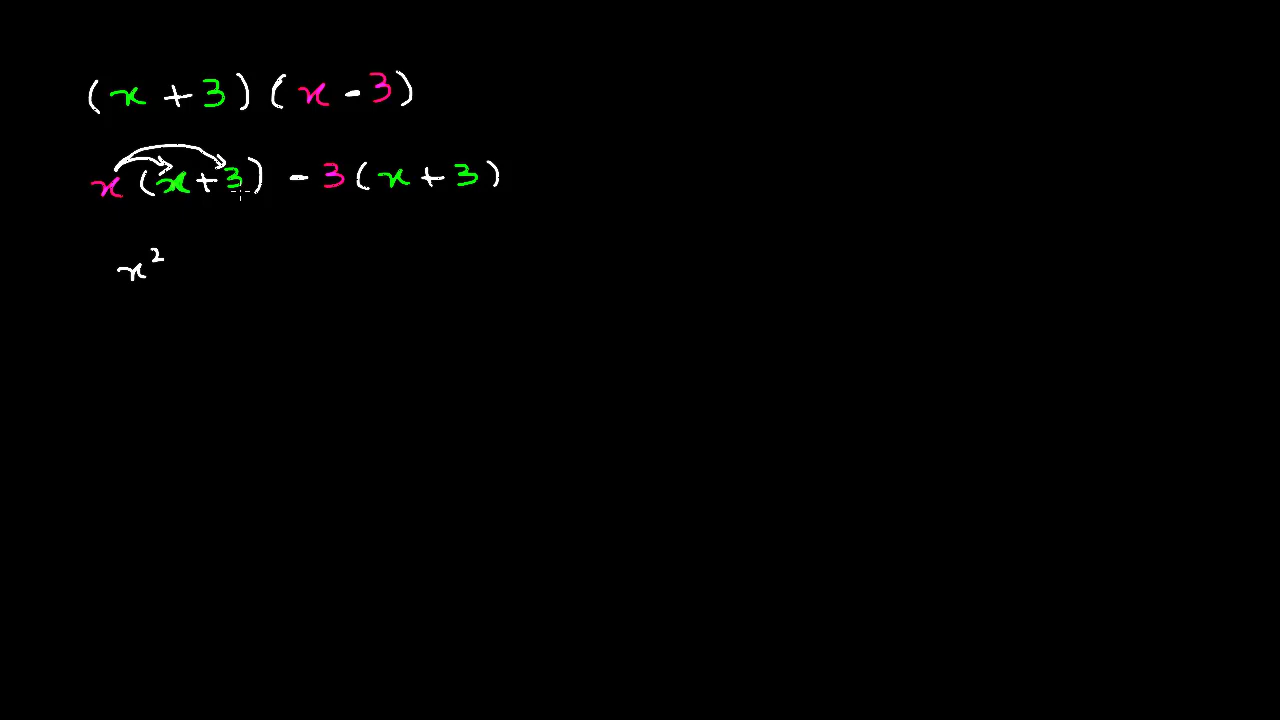 (x + 3) (x - 3)
x (x + 3) - 3 (x + 3)
x²